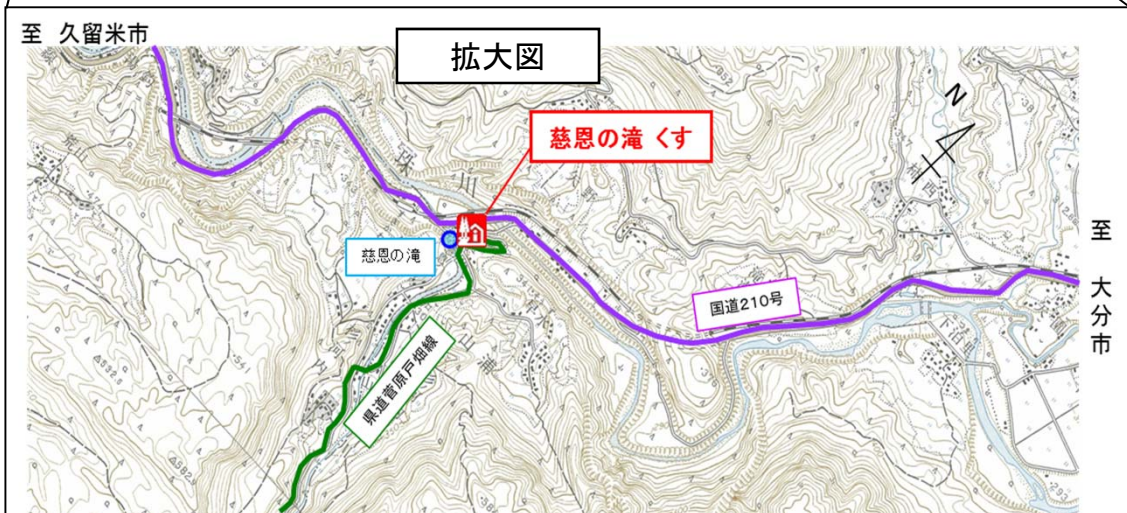 至 久留米市
拡大図
N
慈恩の滝 くす
慈恩の滝
国道210号
県道菅原戸畑線
至 大分市